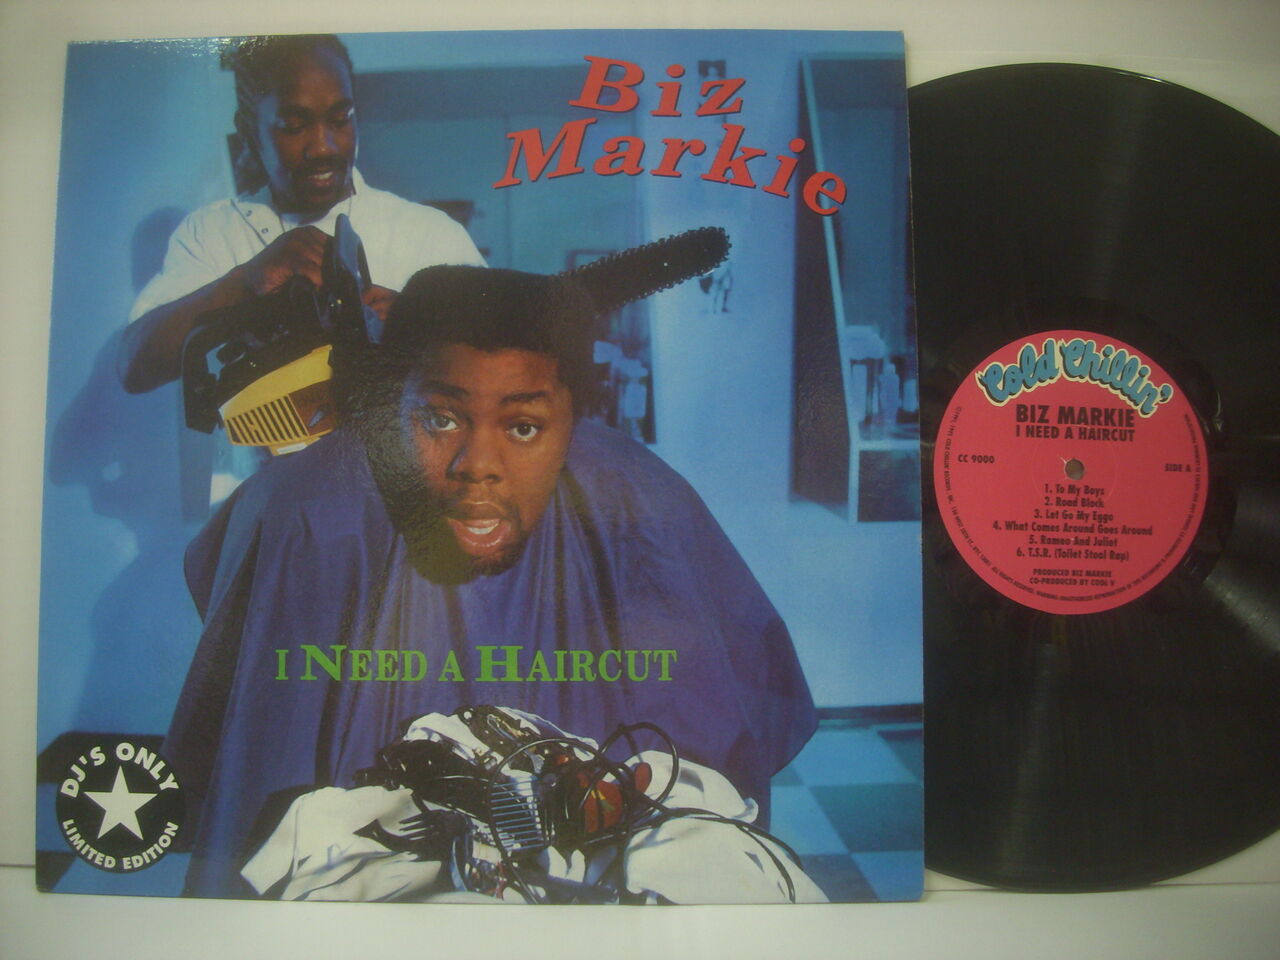 Biz
Markie
I NEED A HAIRCUT
DJ'S ONLY
LIMITED EDITION
Cold Chillin'
BIZ MARKIE
I NEED A HAIRCUT
CC 9000
SIDE A
1. To My Boys
2. Road Block
3. Let Go My Eggo
4. What Comes Around Goes Around
5. Romeo And Juliet
6. T.S.R. (Toilet Stool Rap)
PRODUCED BIZ MARKIE
CO-PRODUCED BY COOL V